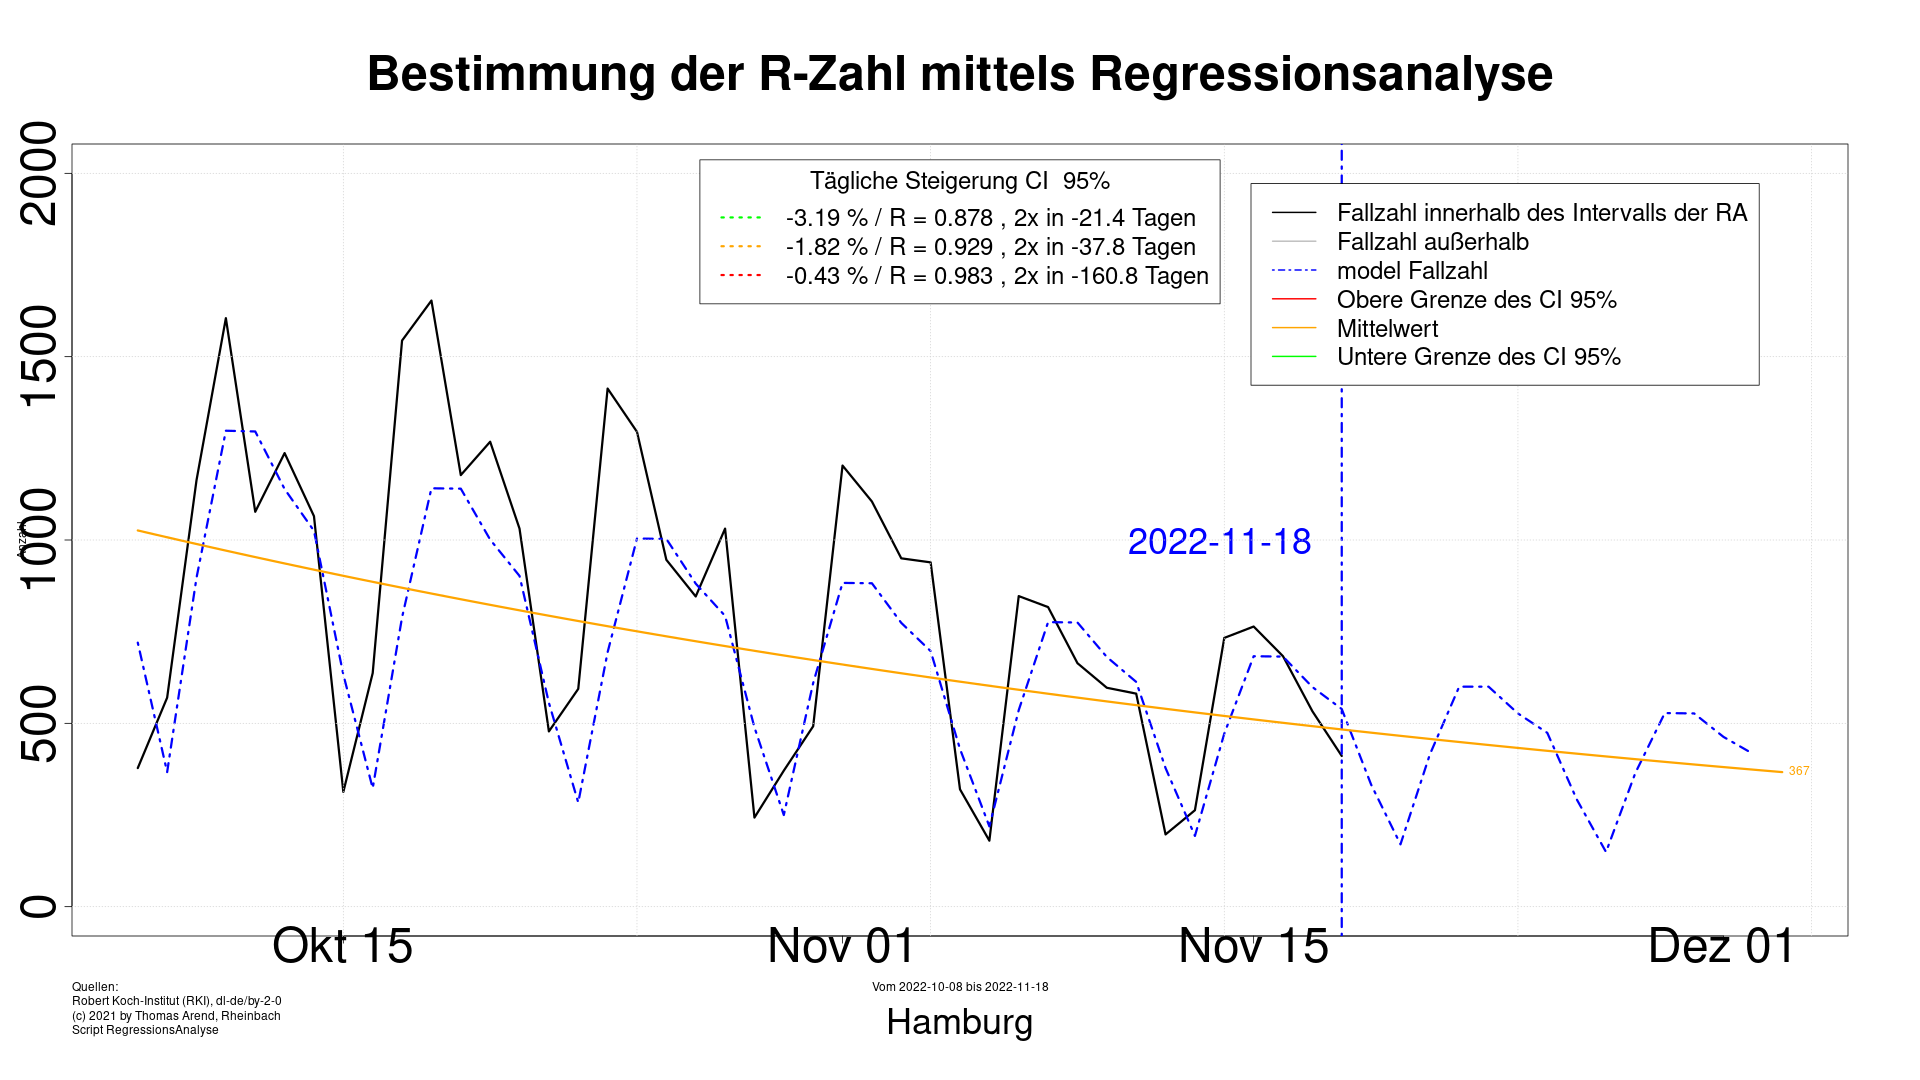 Bestimmung der R-Zahl mittels Regressionsanalyse
Anzahl
2000
1500
1000
500
0
Tägliche Steigerung CI 95%
-3.19 % / R = 0.878 , 2x in -21.4 Tagen
-1.82 % / R = 0.929 , 2x in -37.8 Tagen
-0.43 % / R = 0.983 , 2x in -160.8 Tagen
Fallzahl innerhalb des Intervalls der RA
Fallzahl außerhalb
model Fallzahl
Obere Grenze des CI 95%
Mittelwert
Untere Grenze des CI 95%
2022-11-18
367
Okt 15
Nov 01
Nov 15
Dez 01
Quellen:
Robert Koch-Institut (RKI), dl-de/by-2-0
(c) 2021 by Thomas Arend, Rheinbach
Script RegressionsAnalyse
Vom 2022-10-08 bis 2022-11-18
Hamburg